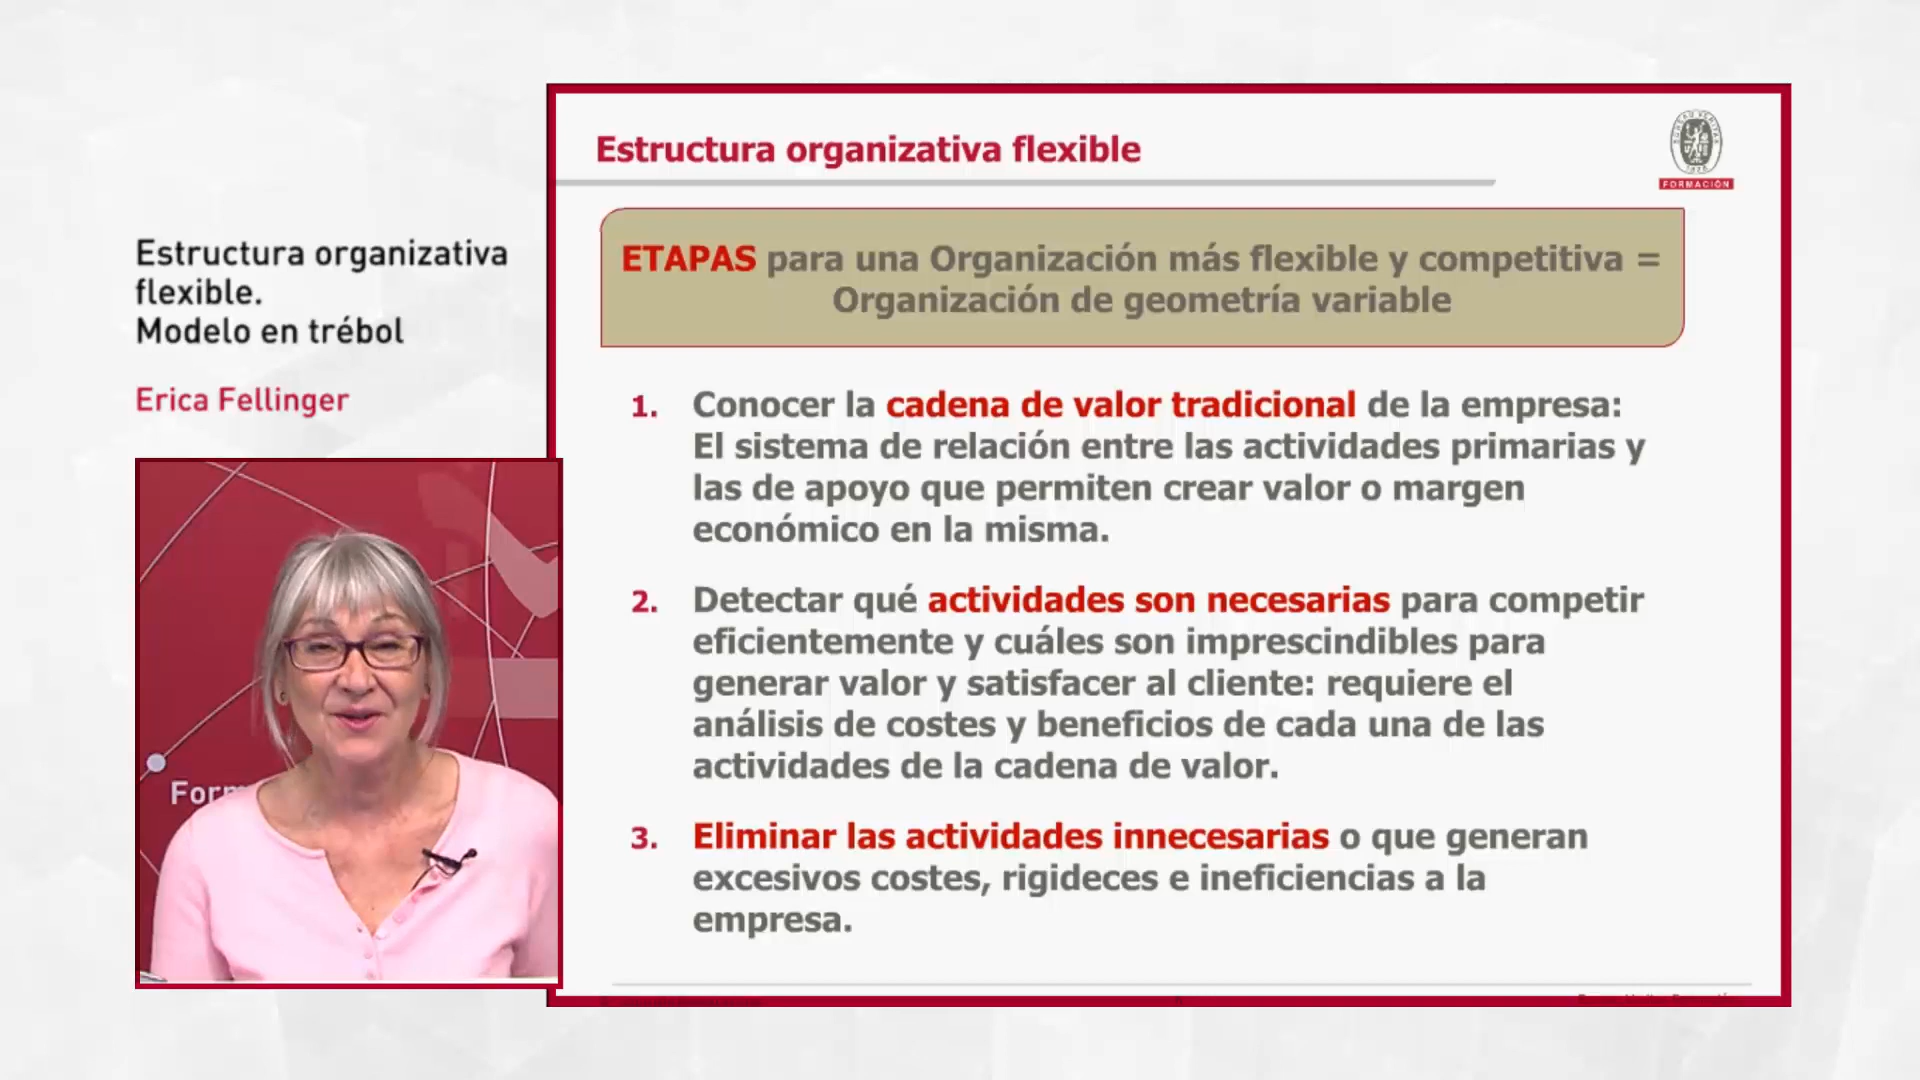 Estructura organizativa
flexible.
Modelo en trébol
Erica Fellinger
Estructura organizativa flexible
BUREAU VERITAS
1828
FORMACIÓN
ETAPAS para una Organización más flexible y competitiva =
Organización de geometría variable
1. Conocer la cadena de valor tradicional de la empresa:
El sistema de relación entre las actividades primarias y
las de apoyo que permiten crear valor o margen
económico en la misma.
2. Detectar qué actividades son necesarias para competir
eficientemente y cuáles son imprescindibles para
generar valor y satisfacer al cliente: requiere el
análisis de costes y beneficios de cada una de las
actividades de la cadena de valor.
3. Eliminar las actividades innecesarias o que generan
excesivos costes, rigideces e ineficiencias a la
empresa.